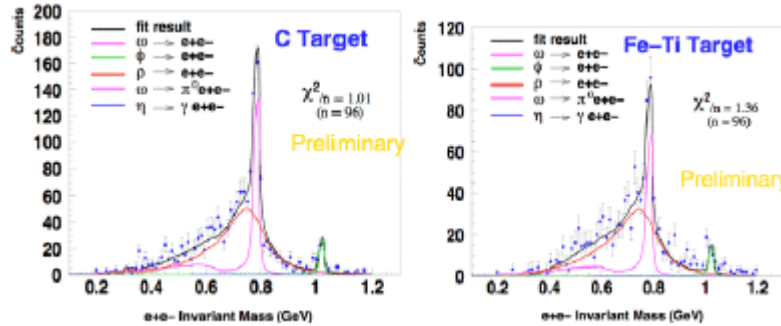 C Target
Counts
fit result
ω → e+e-
ϕ → e+e-
ρ → e+e-
ω → π⁰e+e-
η → γ e+e-
χ²/n = 1.01
(n = 96)
Preliminary
200
180
160
140
120
100
80
60
40
20
0
0.2 0.4 0.6 0.8 1 1.2
e+e- Invariant Mass (GeV)
Fe-Ti Target
Counts
fit result
ω → e+e-
ϕ → e+e-
ρ → e+e-
ω → π⁰e+e-
η → γ e+e-
χ²/n = 1.36
(n = 96)
Preliminary
120
100
80
60
40
20
0
0.2 0.4 0.6 0.8 1 1.2
e+e- Invariant Mass (GeV)